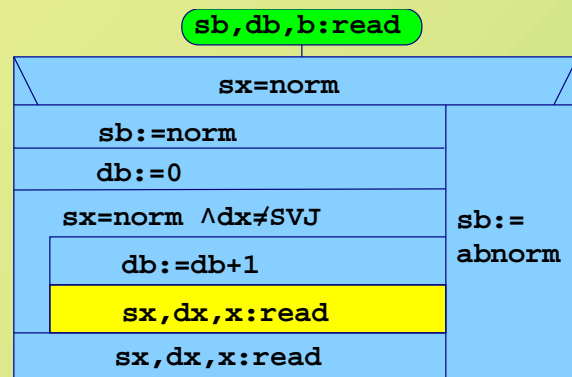 sb,db,b:read
sx=norm
sb:=norm
db:=0
sx=norm ^dx≠SVJ
db:=db+1
sx,dx,x:read
sx,dx,x:read
sb:=
abnorm